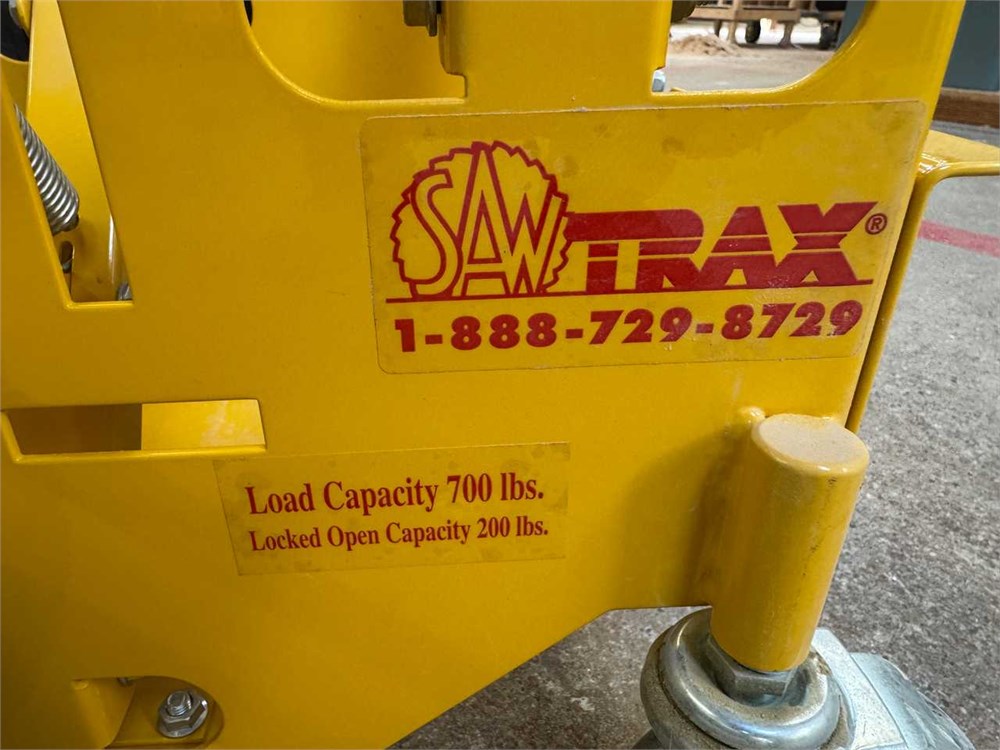 SAW TRAX®
1-888-729-8729
Load Capacity 700 lbs.
Locked Open Capacity 200 lbs.